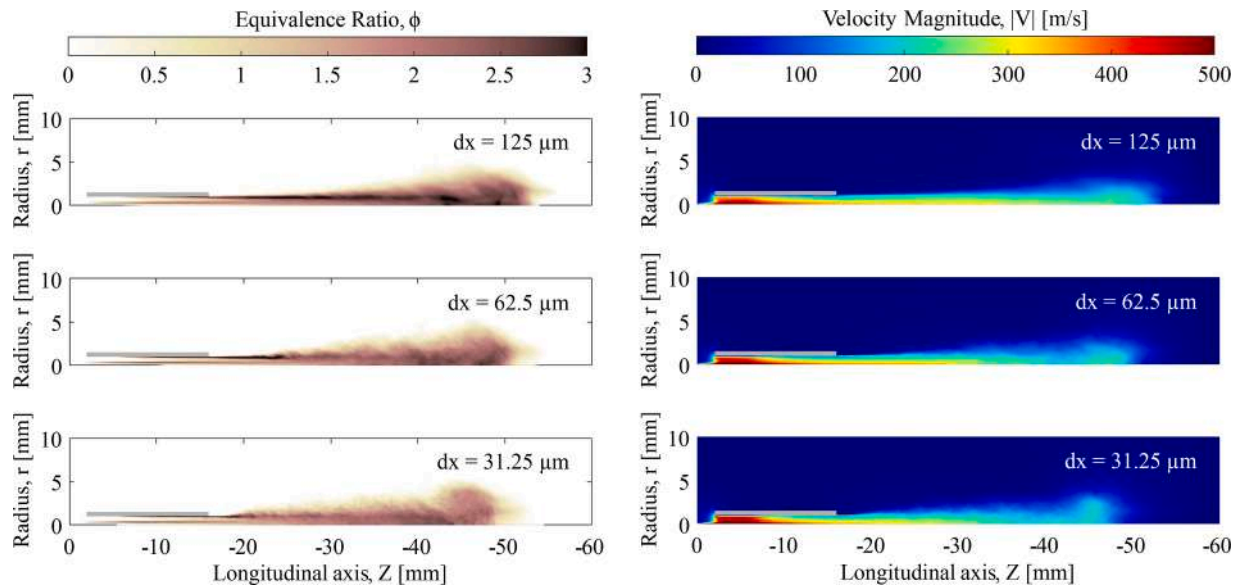 Equivalence Ratio, ϕ
0 0.5 1 1.5 2 2.5 3
10
5
0
Radius, r [mm]
dx = 125 µm
10
5
0
Radius, r [mm]
dx = 62.5 µm
10
5
0
Radius, r [mm]
dx = 31.25 µm
0 -10 -20 -30 -40 -50 -60
Longitudinal axis, Z [mm]
Velocity Magnitude, |V| [m/s]
0 100 200 300 400 500
10
5
0
Radius, r [mm]
dx = 125 µm
10
5
0
Radius, r [mm]
dx = 62.5 µm
10
5
0
Radius, r [mm]
dx = 31.25 µm
0 -10 -20 -30 -40 -50 -60
Longitudinal axis, Z [mm]